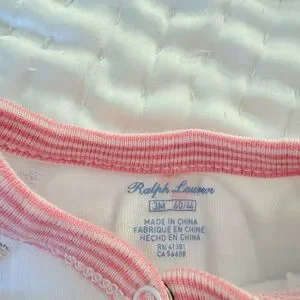 Ralph Lauren
3M 60/44
MADE IN CHINA
FABRIQUÉ EN CHINE
HECHO EN CHINA
RN 41381
CA 56658